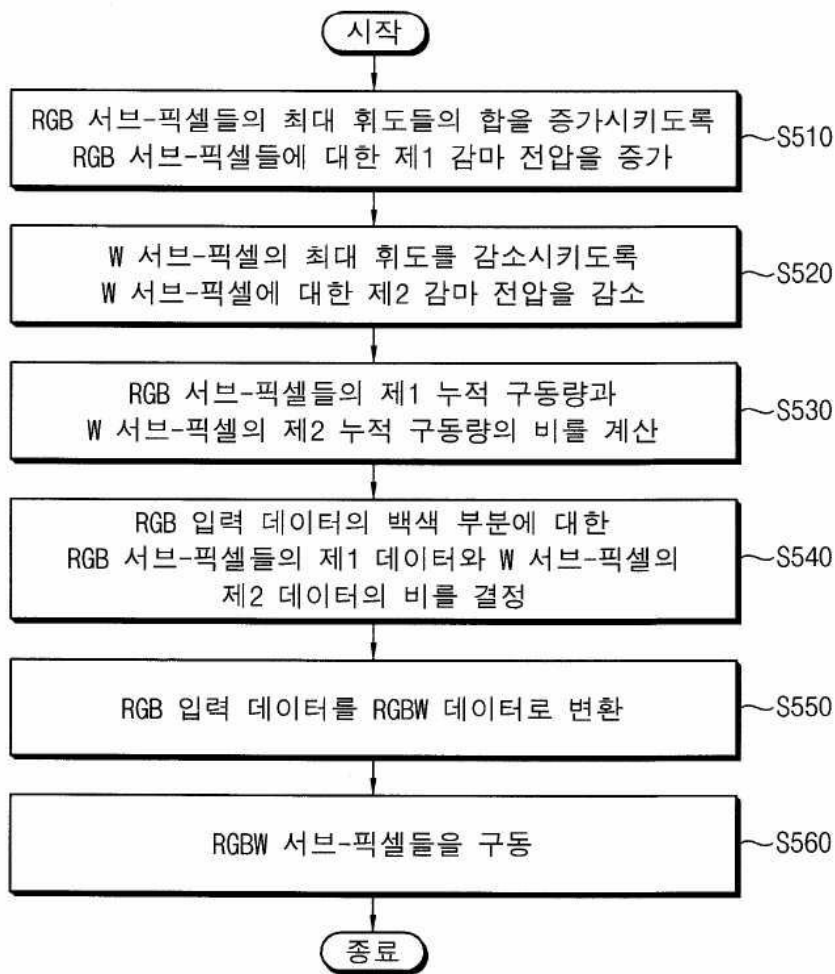 시작
RGB 서브-픽셀들의 최대 휘도들의 합을 증가시키도록
RGB 서브-픽셀들에 대한 제1 감마 전압을 증가
S510
W 서브-픽셀의 최대 휘도를 감소시키도록
W 서브-픽셀에 대한 제2 감마 전압을 감소
S520
RGB 서브-픽셀들의 제1 누적 구동량과
W 서브-픽셀의 제2 누적 구동량의 비를 계산
S530
RGB 입력 데이터의 백색 부분에 대한
RGB 서브-픽셀들의 제1 데이터와 W 서브-픽셀의
제2 데이터의 비를 결정
S540
RGB 입력 데이터를 RGBW 데이터로 변환
S550
RGBW 서브-픽셀들을 구동
S560
종료